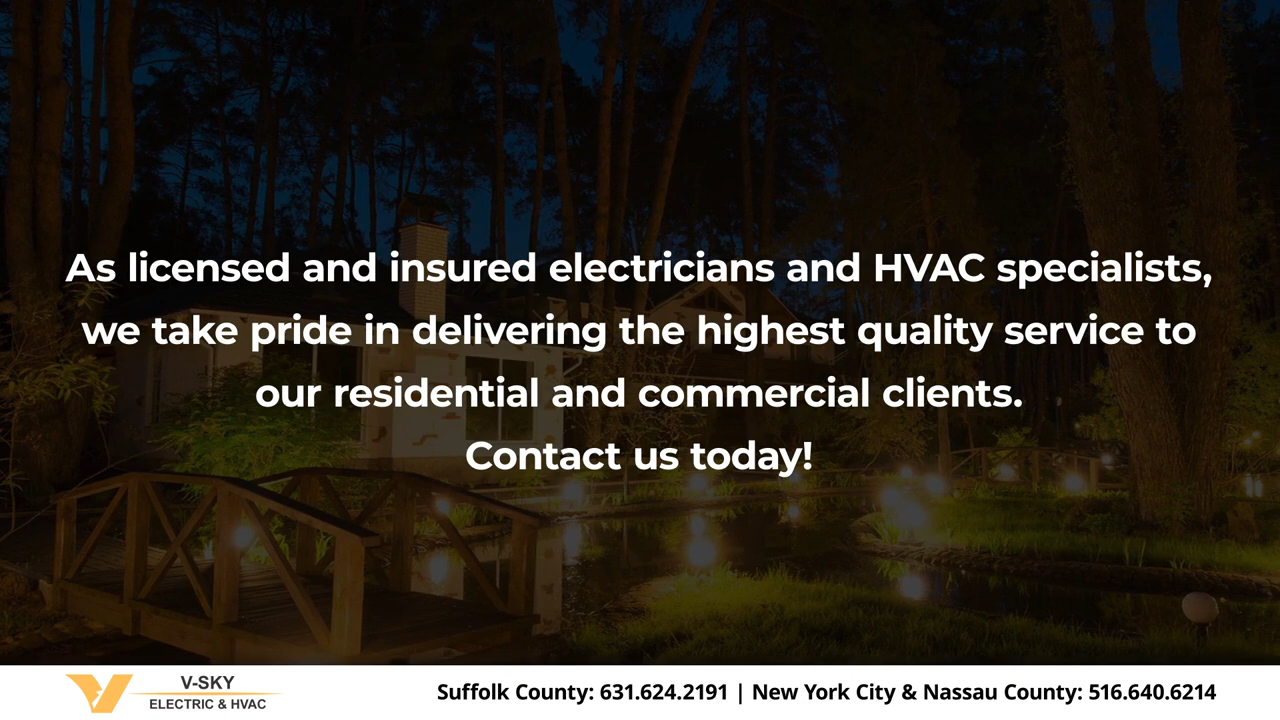 As licensed and insured electricians and HVAC specialists,
we take pride in delivering the highest quality service to
our residential and commercial clients.
Contact us today!
V-SKY
ELECTRIC & HVAC
Suffolk County: 631.624.2191 | New York City & Nassau County: 516.640.6214